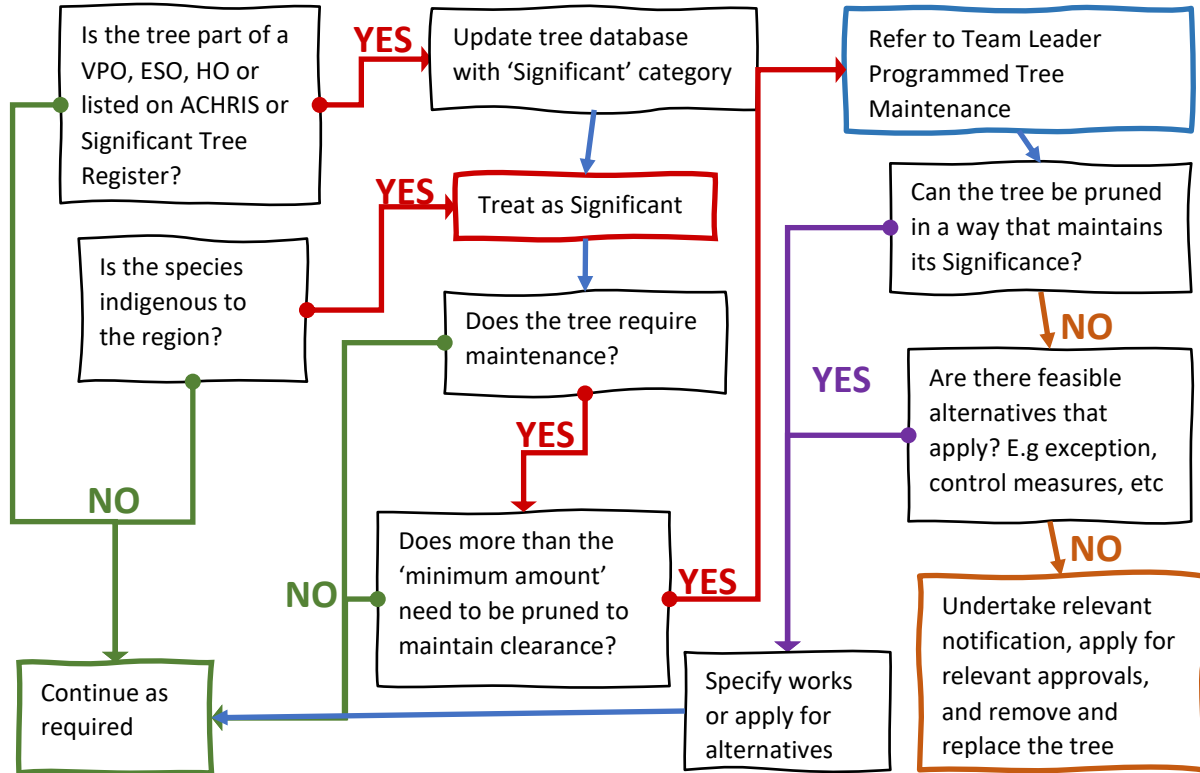 Is the tree part of a
VPO, ESO, HO or
listed on ACHRIS or
Significant Tree
Register?
YES
Update tree database
with ‘Significant’ category
Refer to Team Leader
Programmed Tree
Maintenance
YES
Treat as Significant
Can the tree be pruned
in a way that maintains
its Significance?
Is the species
indigenous to
the region?
Does the tree require
maintenance?
NO
YES
Are there feasible
alternatives that
apply? E.g exception,
control measures, etc
YES
NO
Does more than the
‘minimum amount’
need to be pruned to
maintain clearance?
NO
YES
NO
Undertake relevant
notification, apply for
relevant approvals,
and remove and
replace the tree
Continue as
required
Specify works
or apply for
alternatives